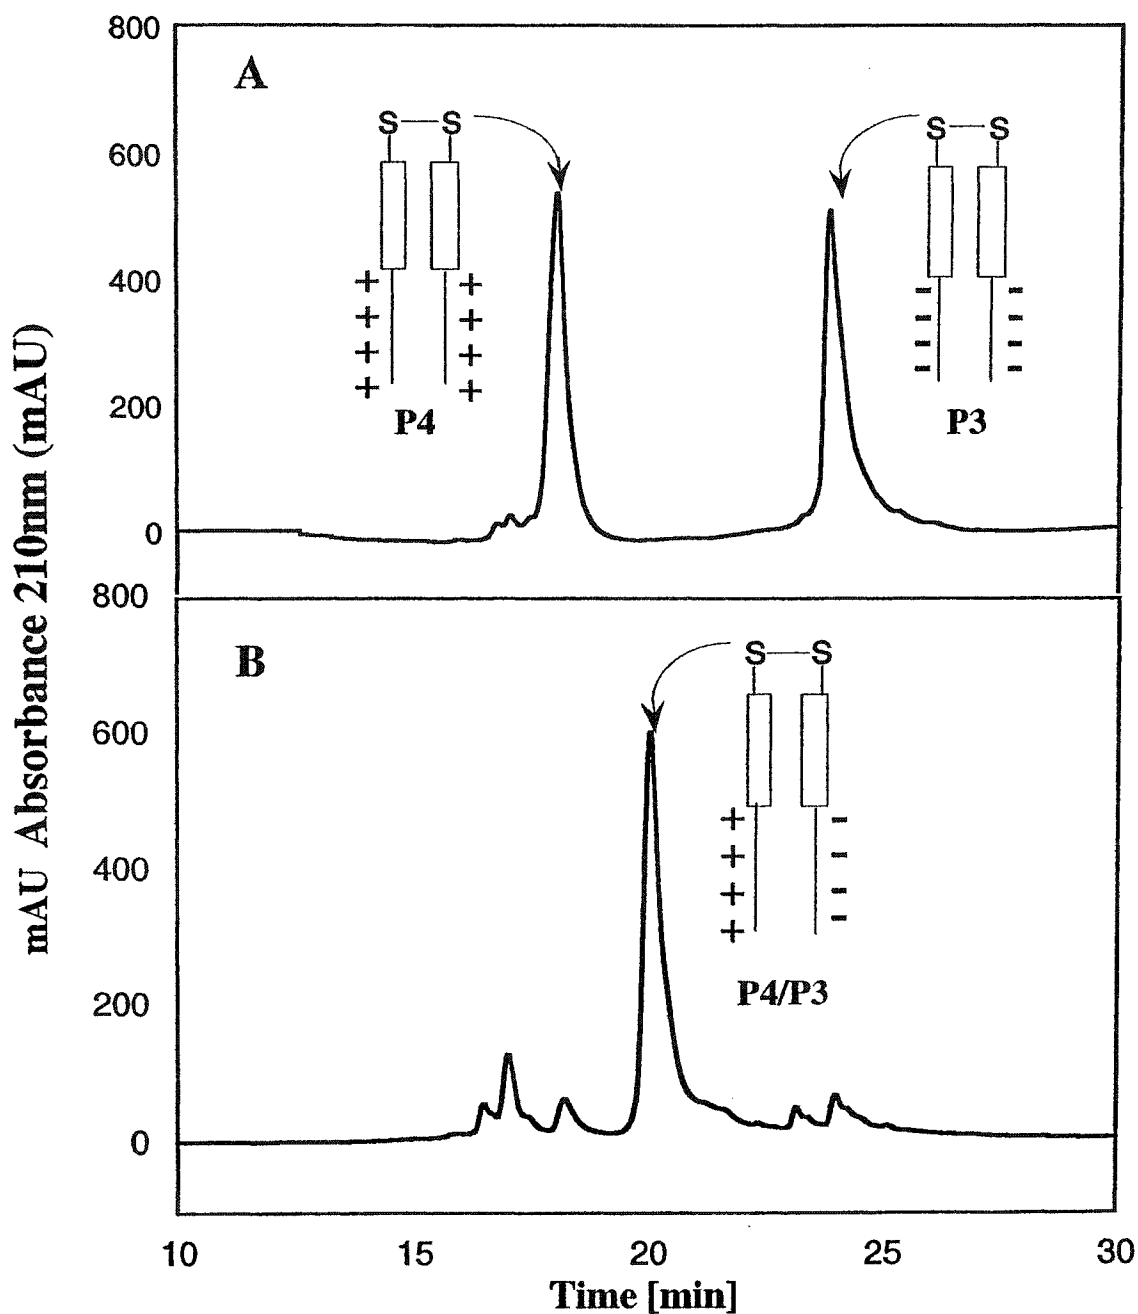 mAU Absorbance 210nm (mAU)
800
600
400
200
0
A
S S
+ +
+ +
+ +
+ +
P4
S S
- -
- -
- -
- -
P3
800
600
400
200
0
B
S S
+ -
+ -
+ -
+ -
P4/P3
10 15 20 25 30
Time [min]